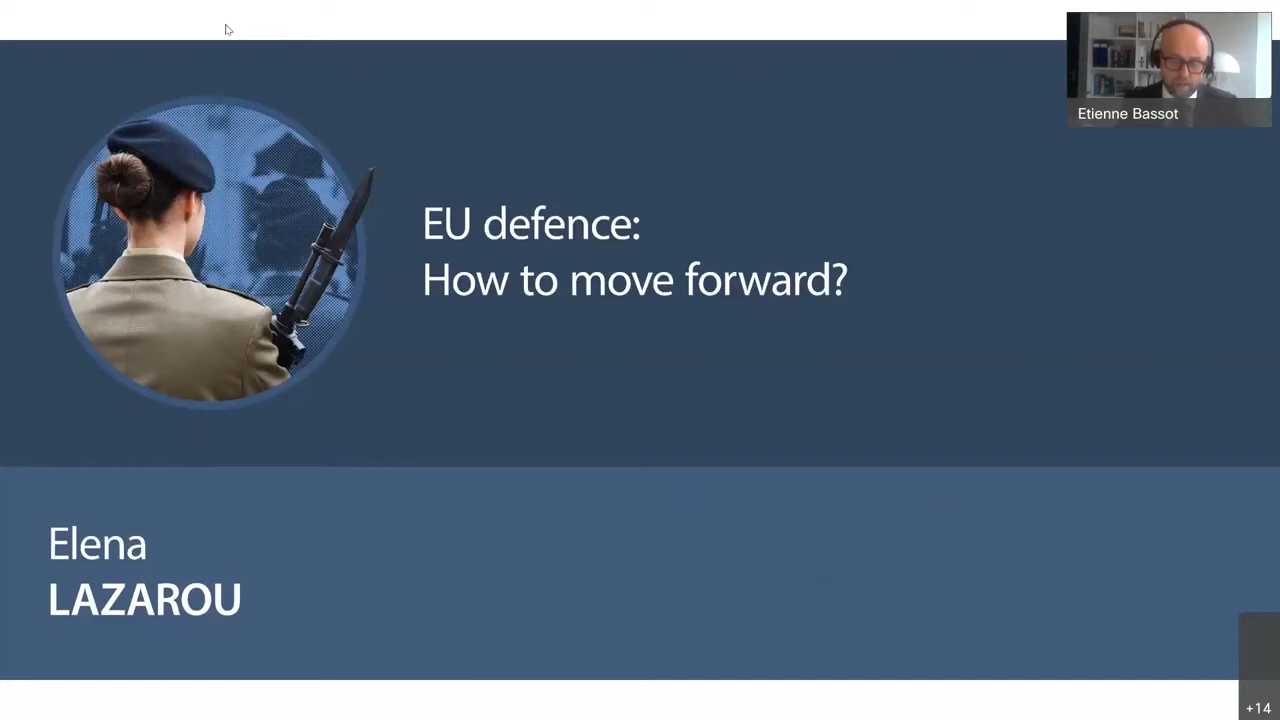 Etienne Bassot
EU defence:
How to move forward?
Elena
LAZAROU
+14